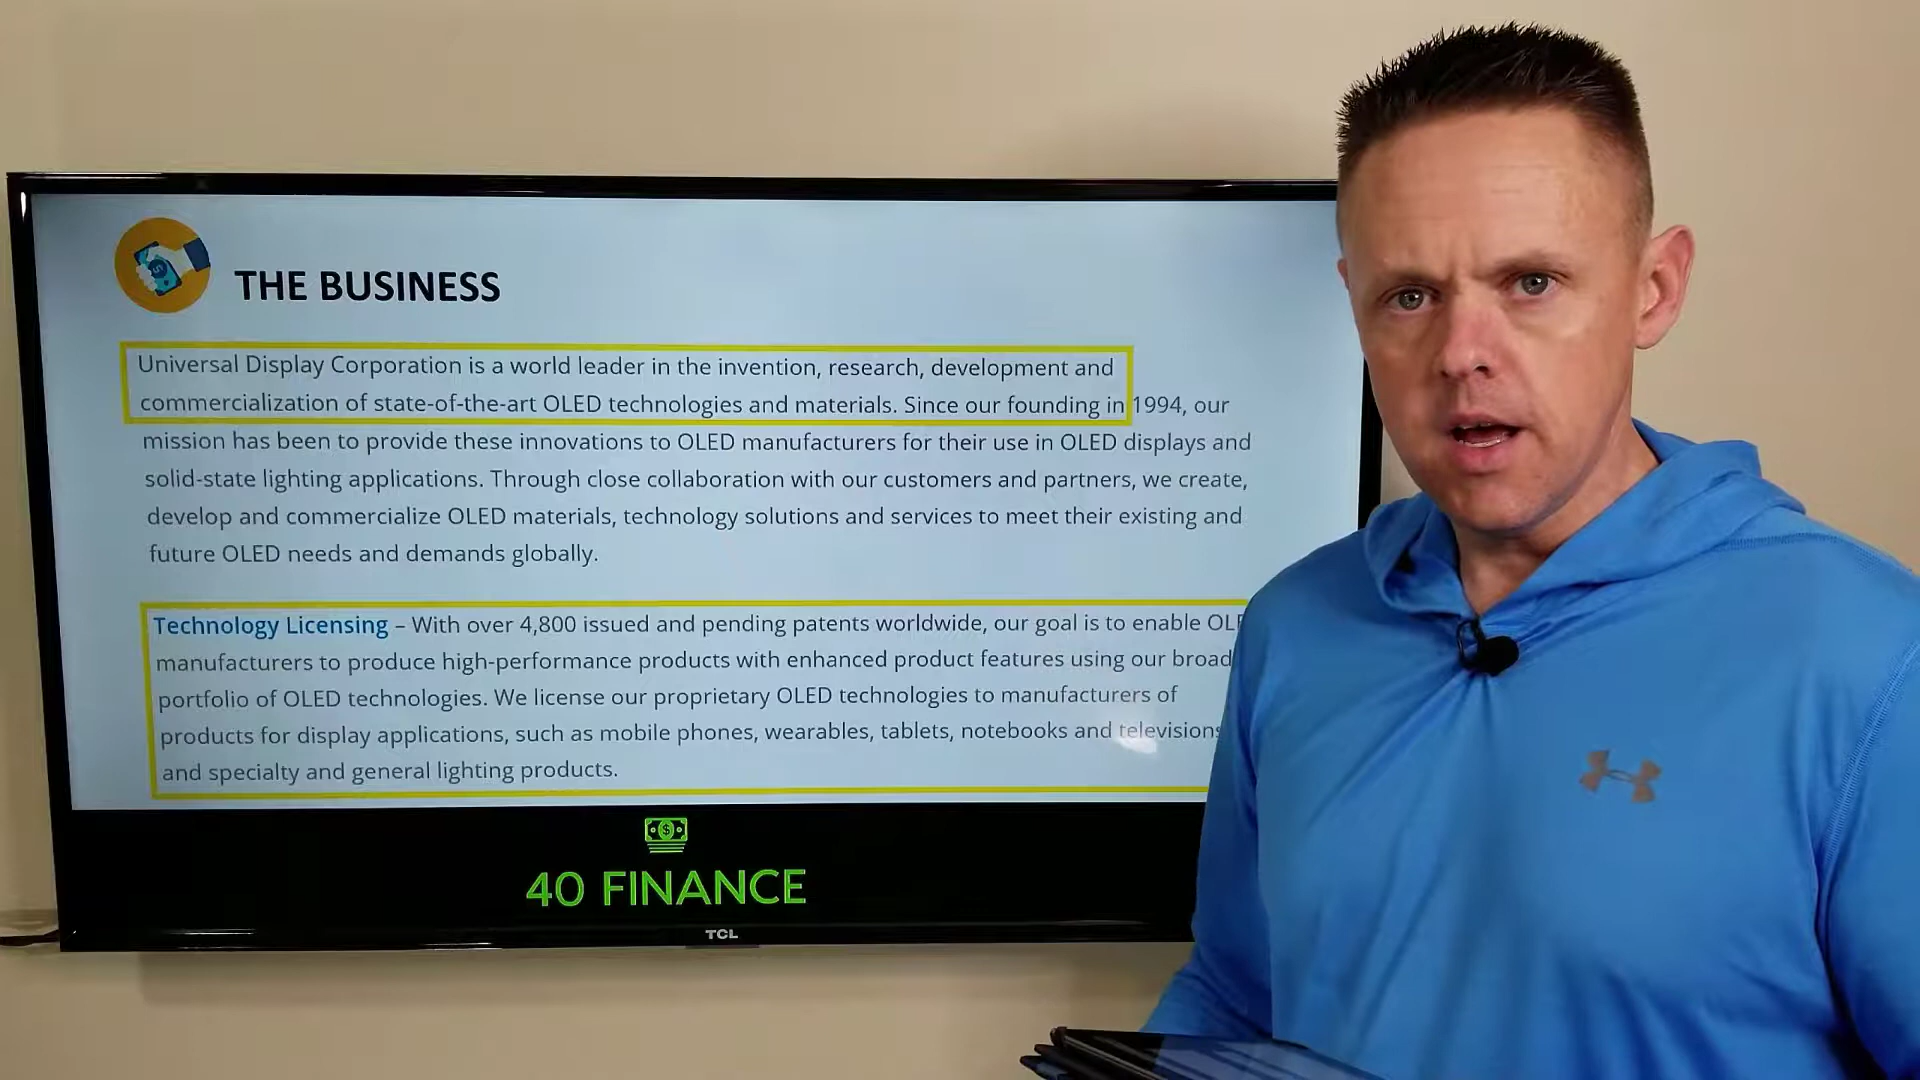 THE BUSINESS
Universal Display Corporation is a world leader in the invention, research, development and
commercialization of state-of-the-art OLED technologies and materials. Since our founding in 1994, our
mission has been to provide these innovations to OLED manufacturers for their use in OLED displays and
solid-state lighting applications. Through close collaboration with our customers and partners, we create,
develop and commercialize OLED materials, technology solutions and services to meet their existing and
future OLED needs and demands globally.
Technology Licensing – With over 4,800 issued and pending patents worldwide, our goal is to enable
manufacturers to produce high-performance products with enhanced product features using our broad
portfolio of OLED technologies. We license our proprietary OLED technologies to manufacturers of
products for display applications, such as mobile phones, wearables, tablets, notebooks and televisions
and specialty and general lighting products.
40 FINANCE
TCL